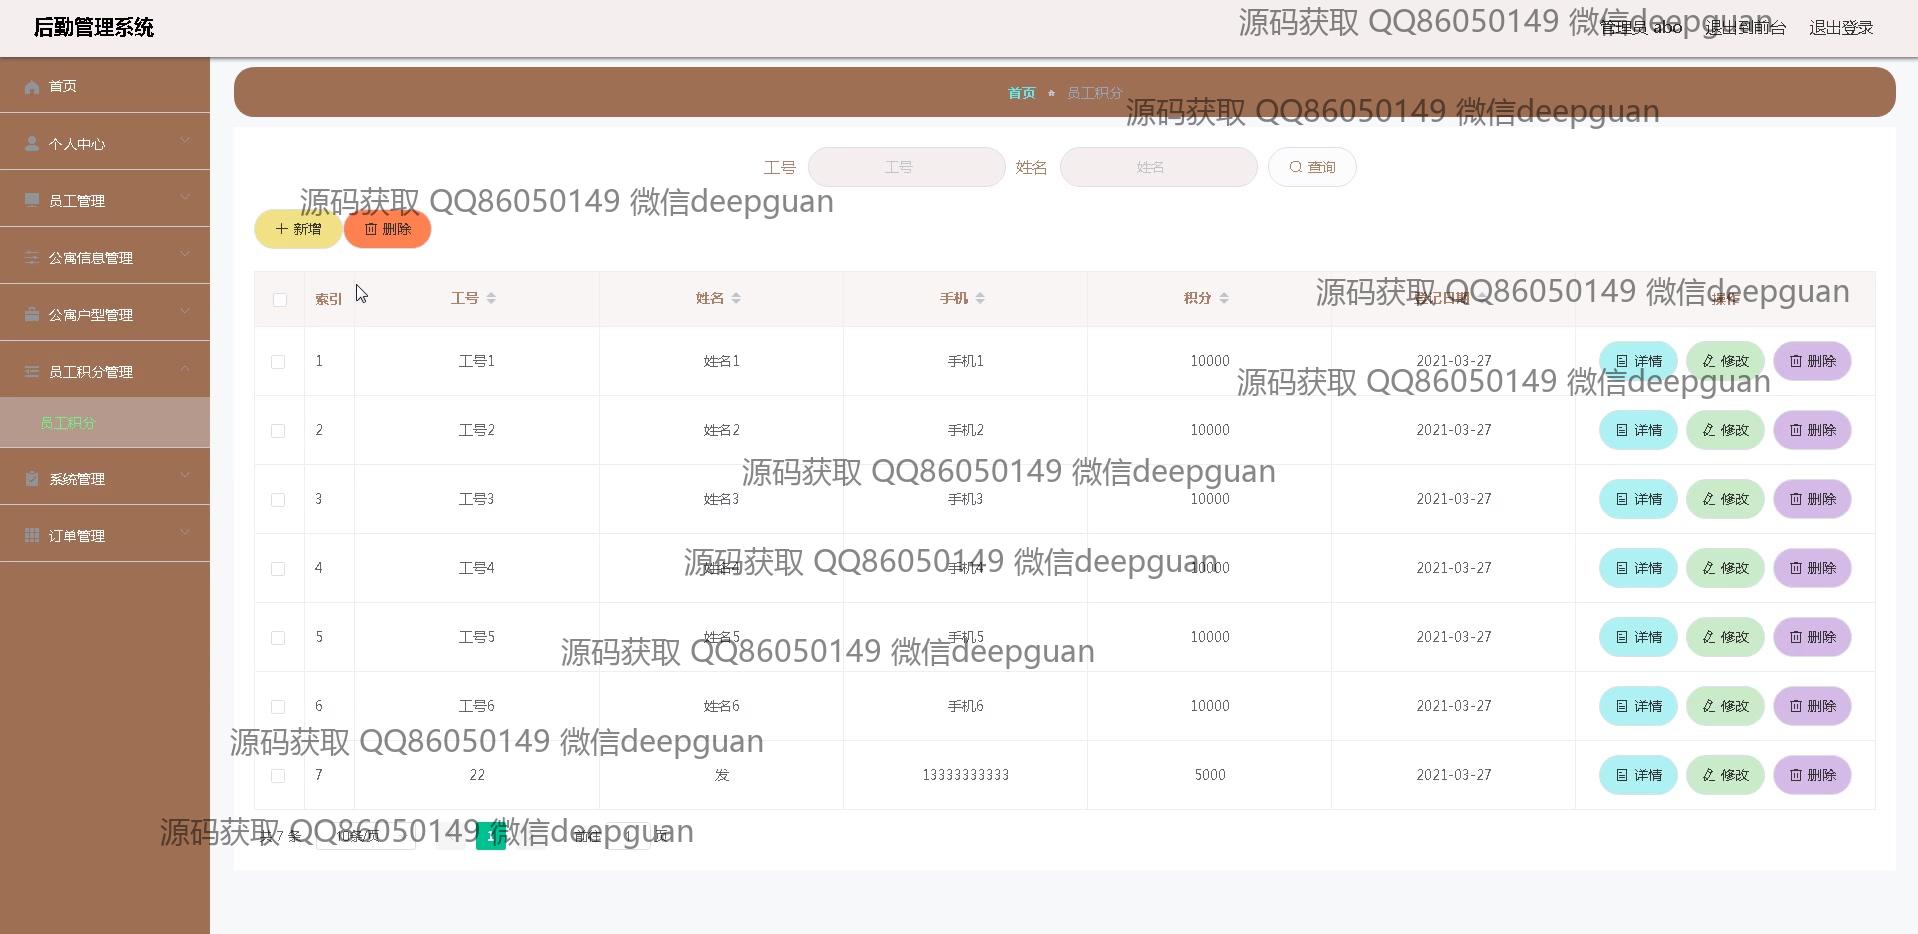 后勤管理系统
源码获取 QQ86050149 微信deepguan
管理员 abo 退出到前台 退出登录
首页
个人中心
员工管理
公寓信息管理
公寓户型管理
员工积分管理
员工积分
系统管理
订单管理
首页 员工积分
源码获取 QQ86050149 微信deepguan
工号 工号 姓名 姓名 查询
源码获取 QQ86050149 微信deepguan
新增 删除
索引 工号 姓名 手机 积分 登记日期 操作
源码获取 QQ86050149 微信deepguan
1 工号1 姓名1 手机1 10000 2021-03-27 详情 修改 删除
源码获取 QQ86050149 微信deepguan
2 工号2 姓名2 手机2 10000 2021-03-27 详情 修改 删除
源码获取 QQ86050149 微信deepguan
3 工号3 姓名3 手机3 10000 2021-03-27 详情 修改 删除
源码获取 QQ86050149 微信deepguan
4 工号4 姓名4 手机4 10000 2021-03-27 详情 修改 删除
5 工号5 姓名5 手机5 10000 2021-03-27 详情 修改 删除
源码获取 QQ86050149 微信deepguan
6 工号6 姓名6 手机6 10000 2021-03-27 详情 修改 删除
源码获取 QQ86050149 微信deepguan
7 22 发 13333333333 5000 2021-03-27 详情 修改 删除
源码获取 QQ86050149 微信deepguan
共 7 条 10条/页 1 前往 1 页